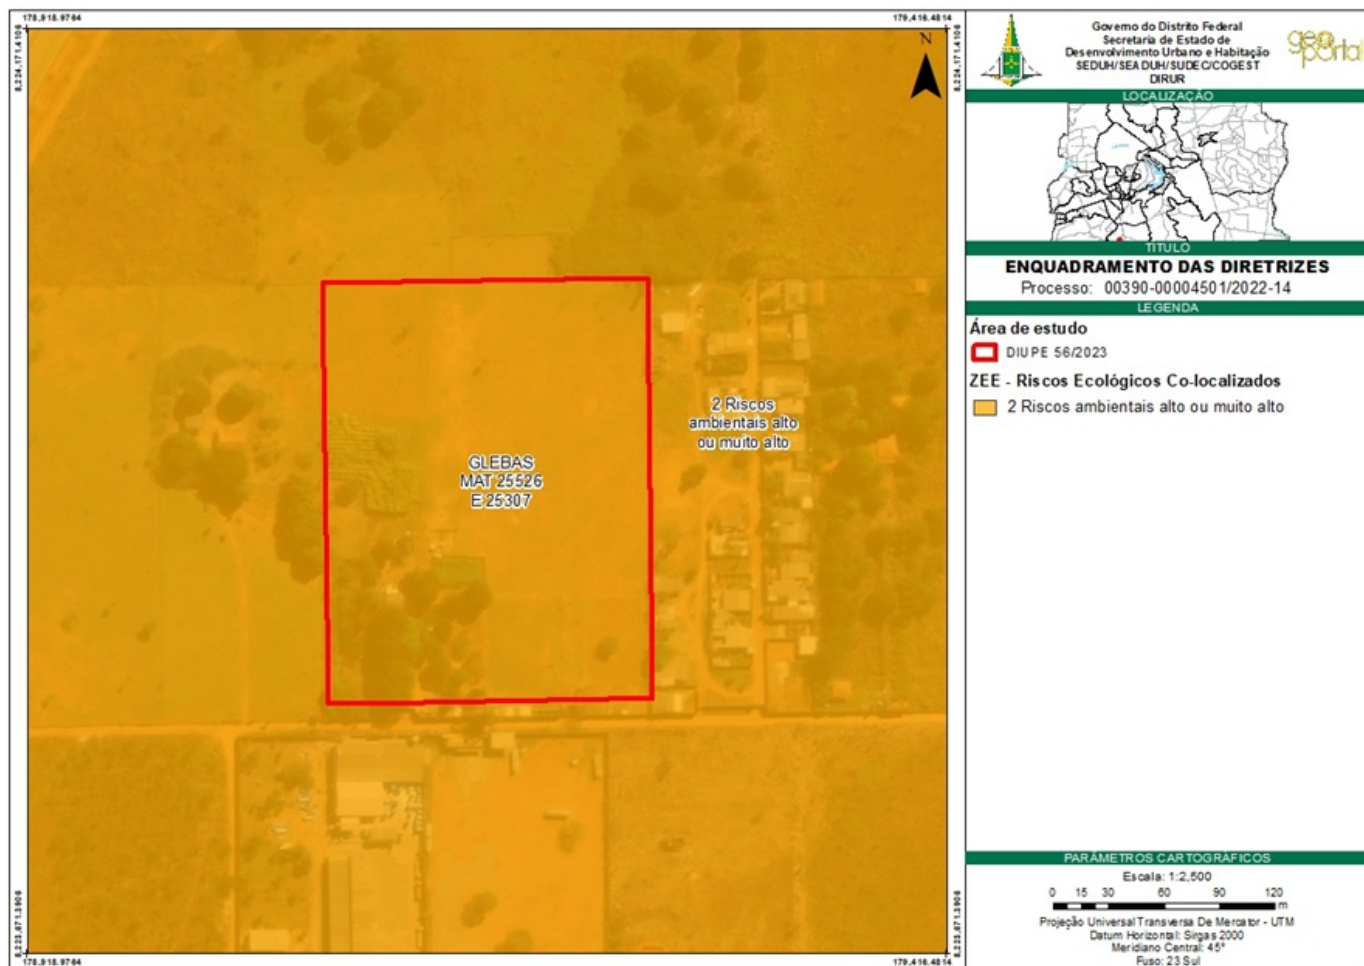 178,918.9764
179,416.4814
8,224,171.4106
8,224,171.4106
N
GLEBAS
MAT 25526
E 25307
2 Riscos
ambientais alto
ou muito alto
8,223,671.3906
8,223,671.3906
178,918.9764
179,416.4814
Governo do Distrito Federal
Secretaria de Estado de
Desenvolvimento Urbano e Habitação
SEDUH/SEADUH/SUDEC/COGEST
DIRUR
geo
portal
LOCALIZAÇÃO
TÍTULO
ENQUADRAMENTO DAS DIRETRIZES
Processo: 00390-00004501/2022-14
LEGENDA
Área de estudo
DIUPE 56/2023
ZEE - Riscos Ecológicos Co-localizados
2 Riscos ambientais alto ou muito alto
PARÂMETROS CARTOGRÁFICOS
Escala: 1:2,500
0 15 30 60 90 120
m
Projeção Universal Transversa De Mercator - UTM
Datum Horizontal: Sirgas 2000
Meridiano Central: 45°
Fuso: 23 Sul